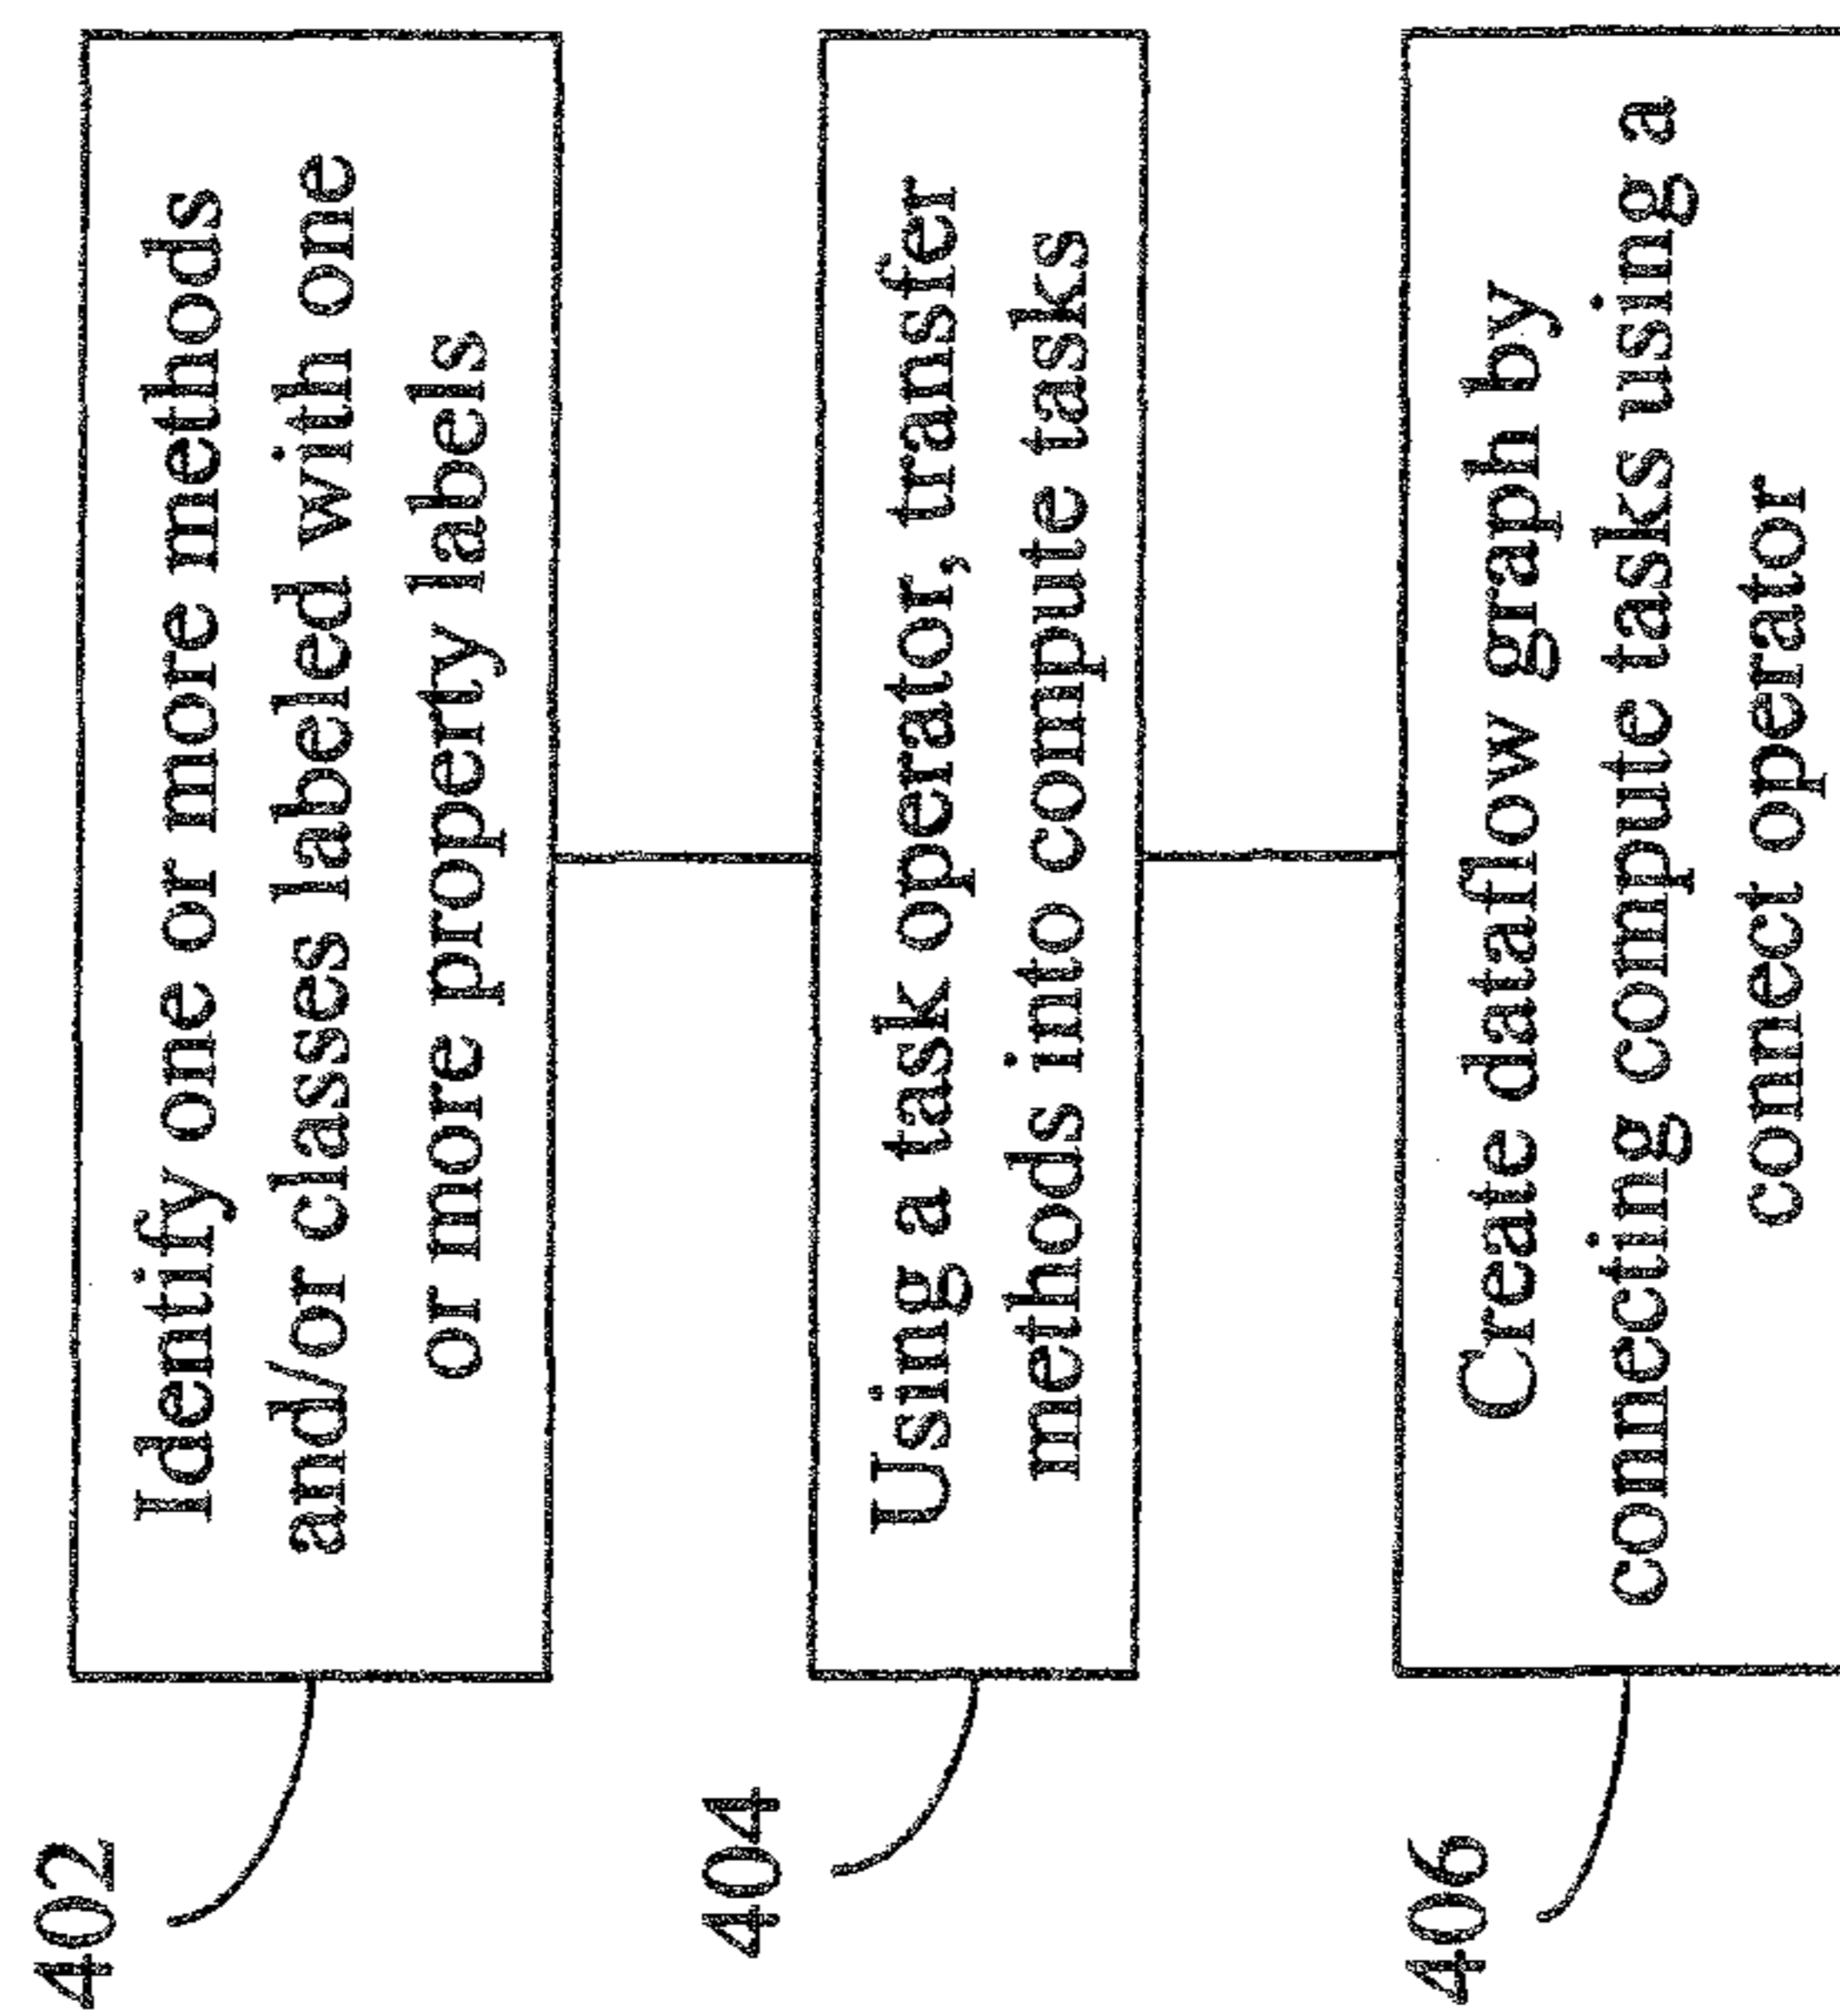 402
Identify one or more methods
and/or classes labeled with one
or more property labels
404
Using a task operator, transfer
methods into compute tasks
406
Create dataflow graph by
connecting compute tasks using a
connect operator